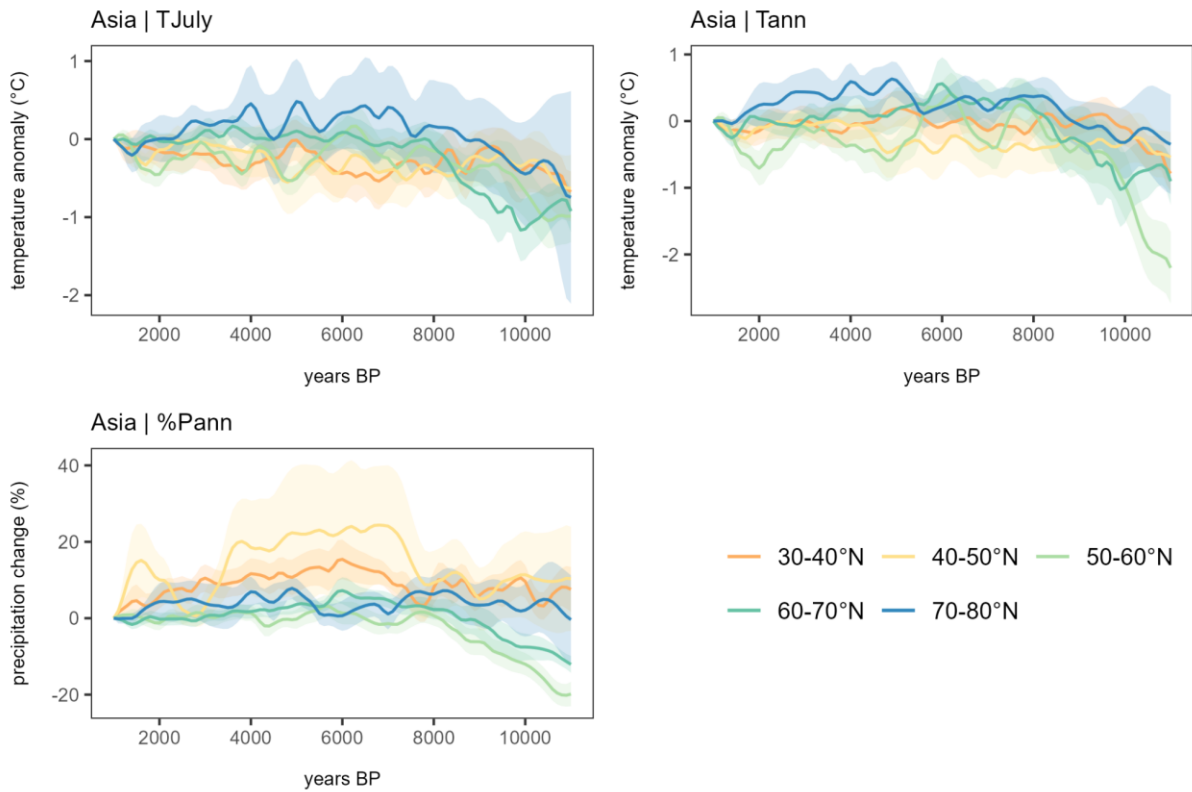 Asia | TJuly
temperature anomaly (°C)
1
0
-1
-2
2000 4000 6000 8000 10000
years BP
Asia | Tann
temperature anomaly (°C)
1
0
-1
-2
2000 4000 6000 8000 10000
years BP
Asia | %Pann
precipitation change (%)
40
20
0
-20
2000 4000 6000 8000 10000
years BP
30-40°N 40-50°N 50-60°N
60-70°N 70-80°N